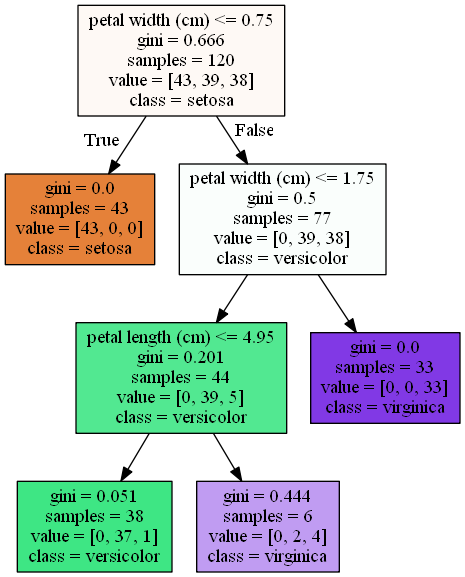 petal width (cm) <= 0.75
gini = 0.666
samples = 120
value = [43, 39, 38]
class = setosa
True
False
gini = 0.0
samples = 43
value = [43, 0, 0]
class = setosa
petal width (cm) <= 1.75
gini = 0.5
samples = 77
value = [0, 39, 38]
class = versicolor
petal length (cm) <= 4.95
gini = 0.201
samples = 44
value = [0, 39, 5]
class = versicolor
gini = 0.0
samples = 33
value = [0, 0, 33]
class = virginica
gini = 0.051
samples = 38
value = [0, 37, 1]
class = versicolor
gini = 0.444
samples = 6
value = [0, 2, 4]
class = virginica